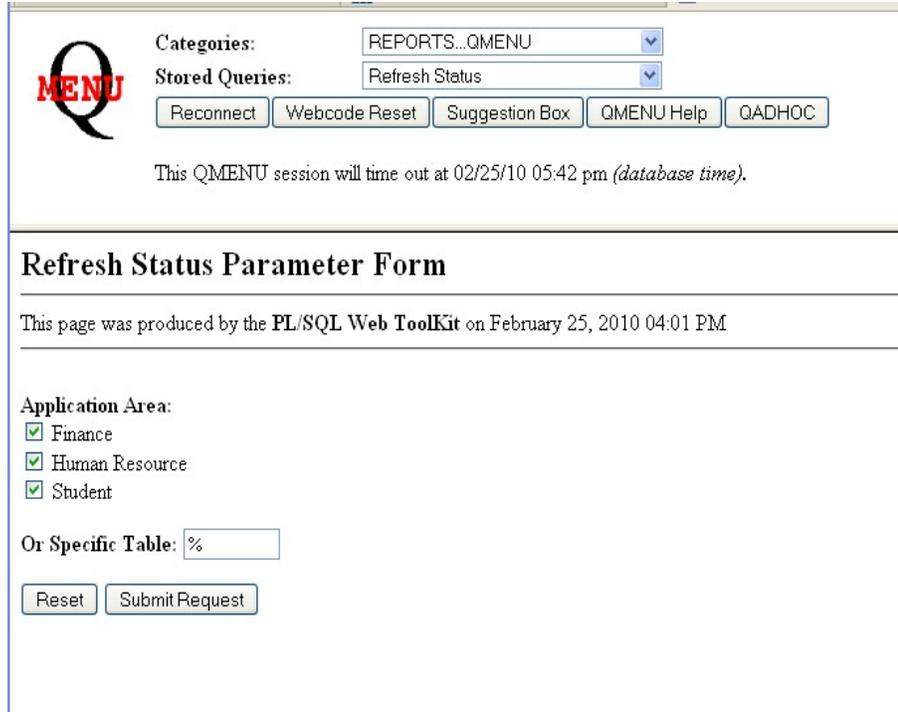 Q
MENU
Categories: REPORTS...QMENU
Stored Queries: Refresh Status
Reconnect Webcode Reset Suggestion Box QMENU Help QADHOC
This QMENU session will time out at 02/25/10 05:42 pm (database time).
Refresh Status Parameter Form
This page was produced by the PL/SQL Web ToolKit on February 25, 2010 04:01 PM
Application Area:
Finance
Human Resource
Student
Or Specific Table: %
Reset Submit Request